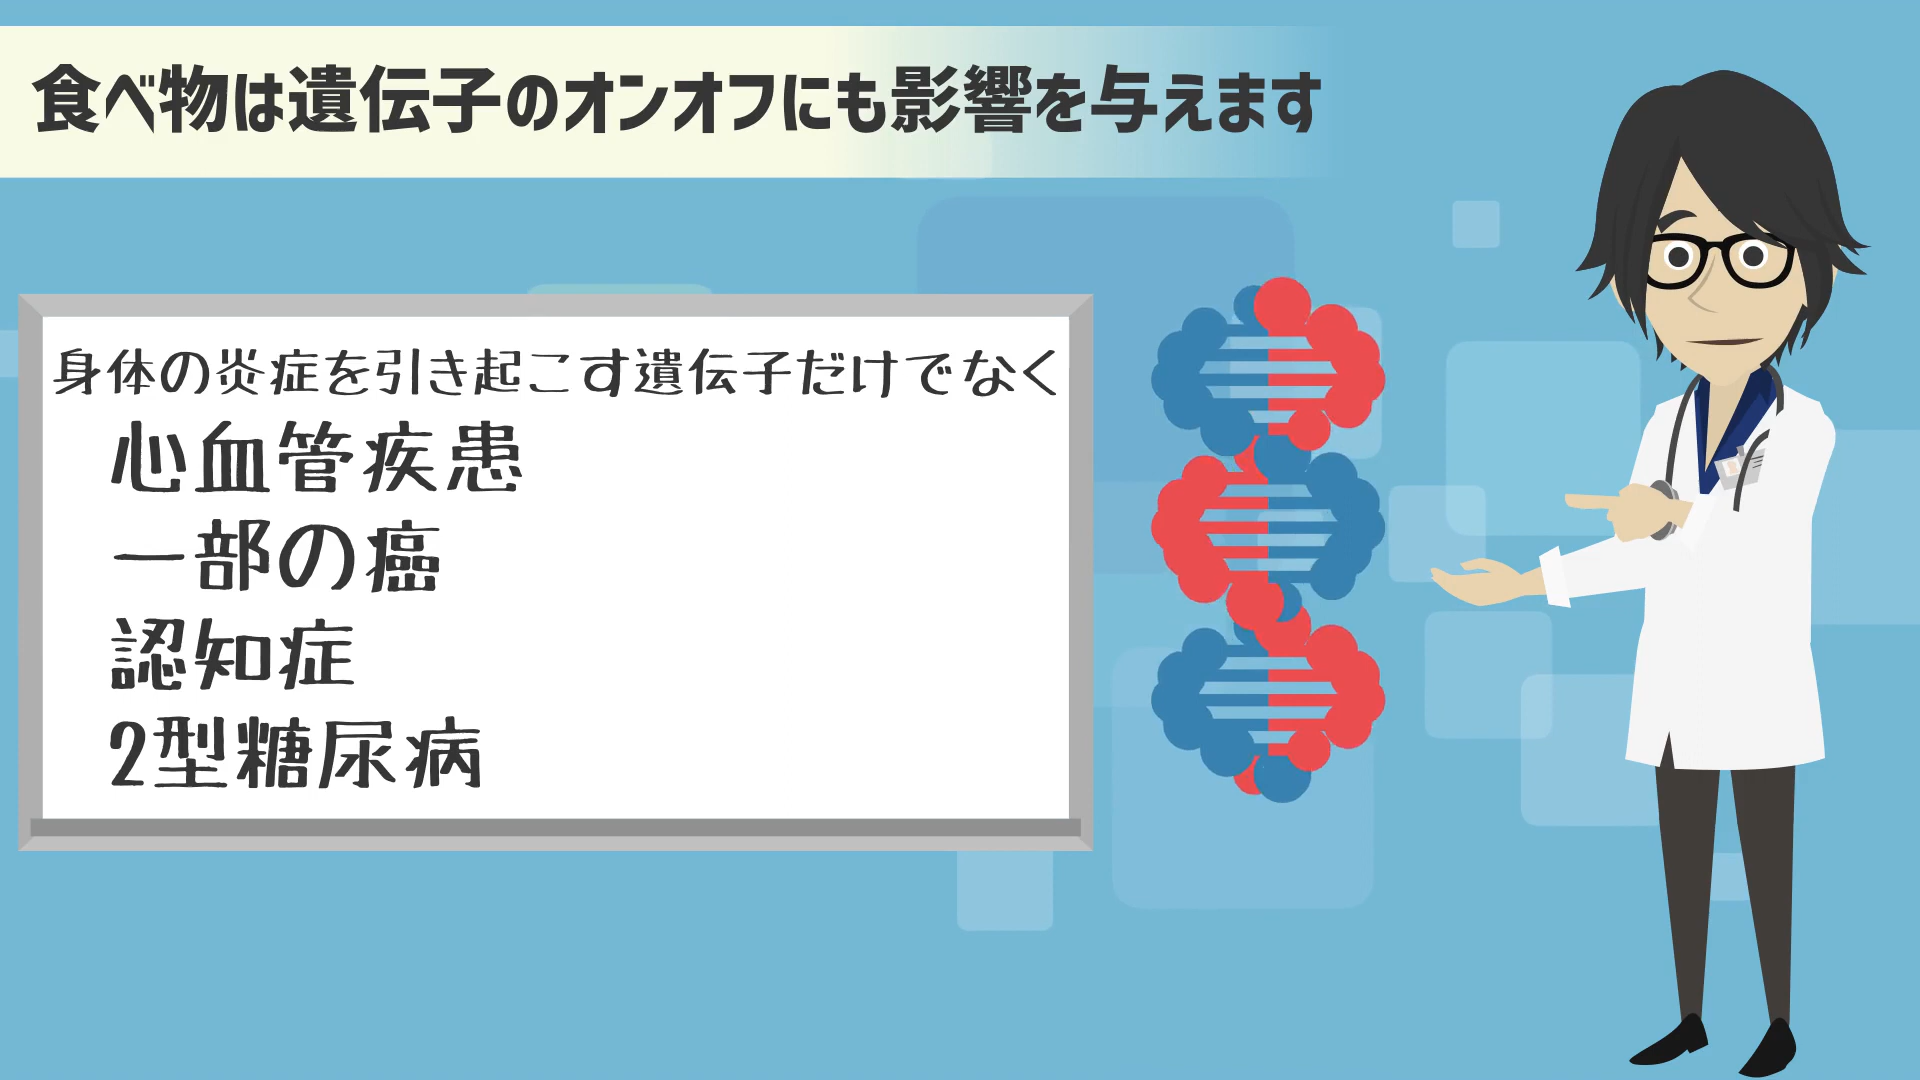 食べ物は遺伝子のオンオフにも影響を与えます
身体の炎症を引き起こす遺伝子だけでなく
心血管疾患
一部の癌
認知症
2型糖尿病